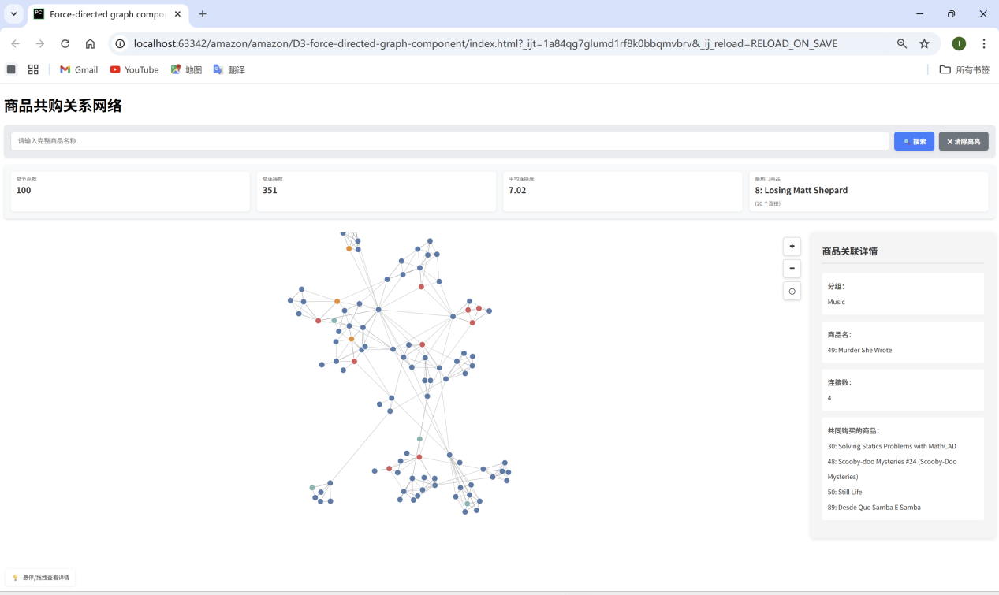 Force-directed graph compo
localhost:63342/amazon/amazon/D3-force-directed-graph-component/index.html?_ijt=1a84qg7glumd1rf8k0bbqmvbrv&_ij_reload=RELOAD_ON_SAVE
I
Gmail YouTube 地图 翻译 所有书签
商品共购关系网络
请输入完整商品名称... 搜索 清除高亮
总节点数 总连接数 平均连接度 最热门商品
100 351 7.02 8: Losing Matt Shepard
(20 个连接)
商品关联详情
分组:
Music
商品名:
49: Murder She Wrote
连接数:
4
共同购买的商品:
30: Solving Statics Problems with MathCAD
48: Scooby-doo Mysteries #24 (Scooby-Doo
Mysteries)
50: Still Life
89: Desde Que Samba E Samba
悬停/拖拽查看详情